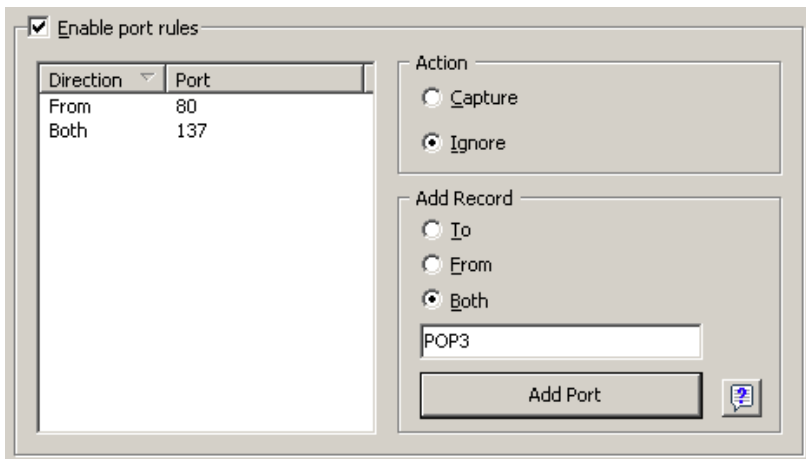 Enable port rules
Direction Port
From 80
Both 137
Action
Capture
Ignore
Add Record
To
From
Both
POP3
Add Port
?